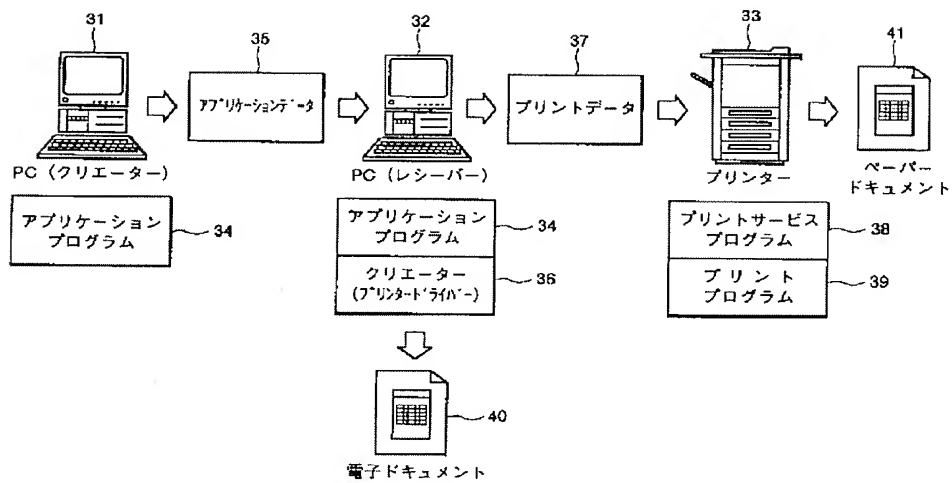 31
35
32
37
33
41
アプリケーションデータ
プリントデータ
PC（クリエーター）
PC（レシーバー）
プリンター
ペーパー
ドキュメント
アプリケーション
プログラム
34
アプリケーション
プログラム
34
クリエーター
(プリンタードライバー)
36
プリントサービス
プログラム
38
プリント
プログラム
39
40
電子ドキュメント